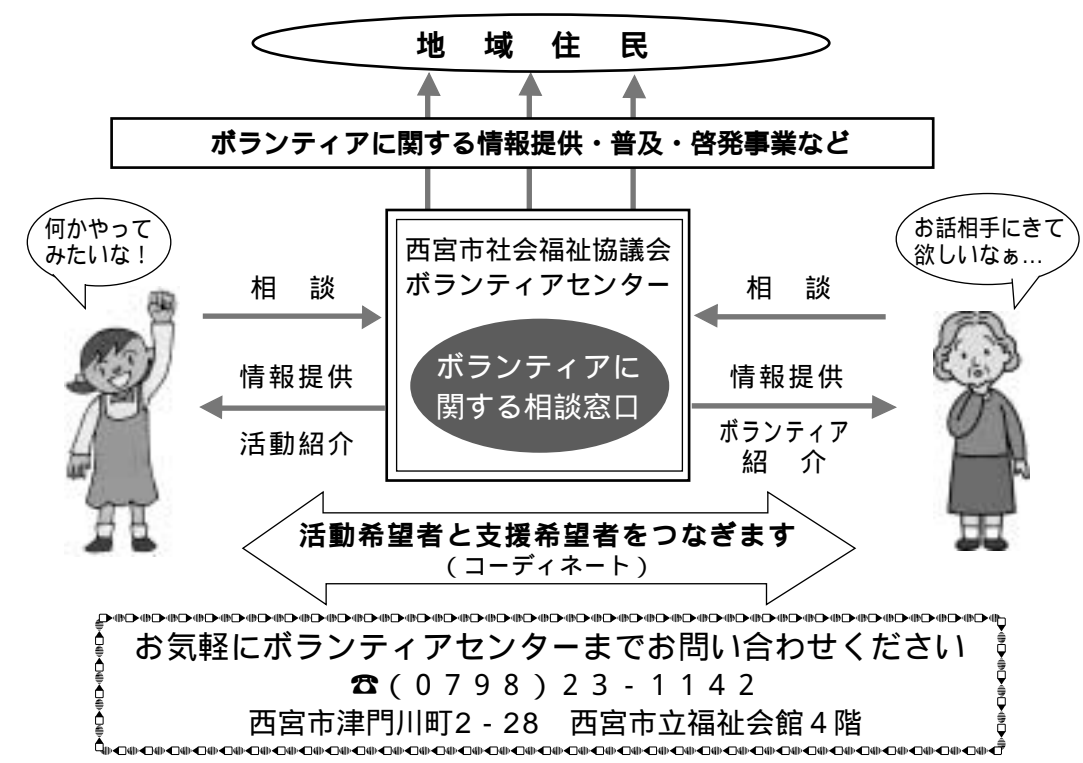 地 域 住 民
ボランティアに関する情報提供・普及・啓発事業など
何かやって
みたいな！
西宮市社会福祉協議会
ボランティアセンター
お話相手にきて
欲しいなぁ…
相 談
相 談
ボランティアに
関する相談窓口
情報提供
活動紹介
情報提供
ボランティア
紹 介
活動希望者と支援希望者をつなぎます
（コーディネート）
お気軽にボランティアセンターまでお問い合わせください
☎(０７９８)２３-１１４２
西宮市津門川町2-28 西宮市立福祉会館４階